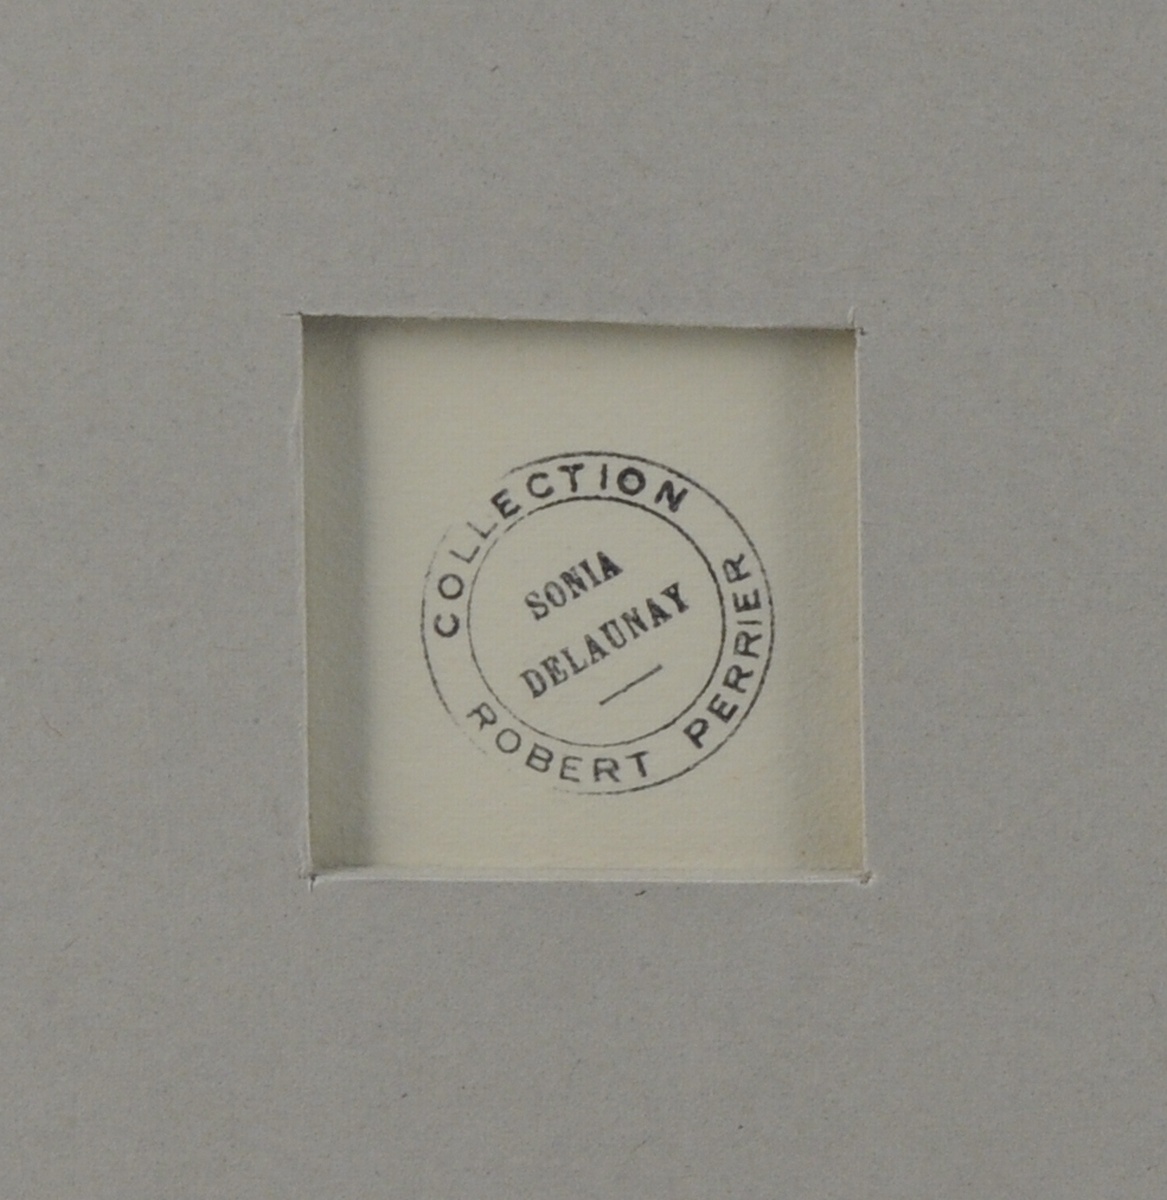 COLLECTION
SONIA
DELAUNAY
ROBERT PERRIER